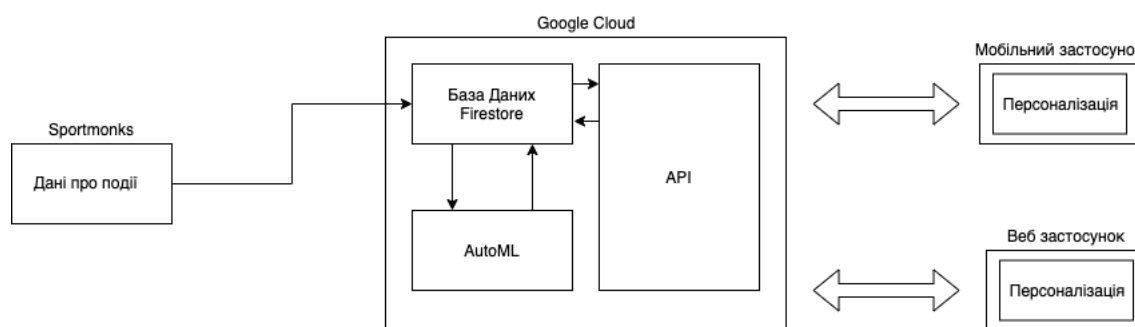 Google Cloud
Sportmonks
Дані про події
База Даних
Firestore
AutoML
API
Мобільний застосуно
Персоналізація
Веб застосунок
Персоналізація